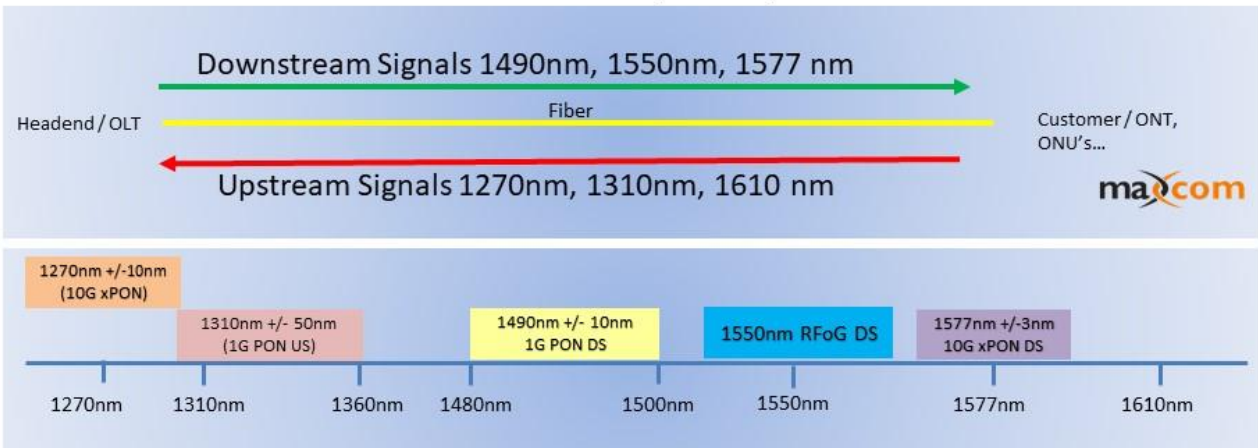 Downstream Signals 1490nm, 1550nm, 1577 nm
Fiber
Headend / OLT
Customer / ONT,
ONU's...
Upstream Signals 1270nm, 1310nm, 1610 nm
maxcom
1270nm +/-10nm
(10G xPON)
1310nm +/- 50nm
(1G PON US)
1490nm +/- 10nm
1G PON DS
1550nm RFoG DS
1577nm +/-3nm
10G xPON DS
1270nm 1310nm 1360nm 1480nm 1500nm 1550nm 1577nm 1610nm